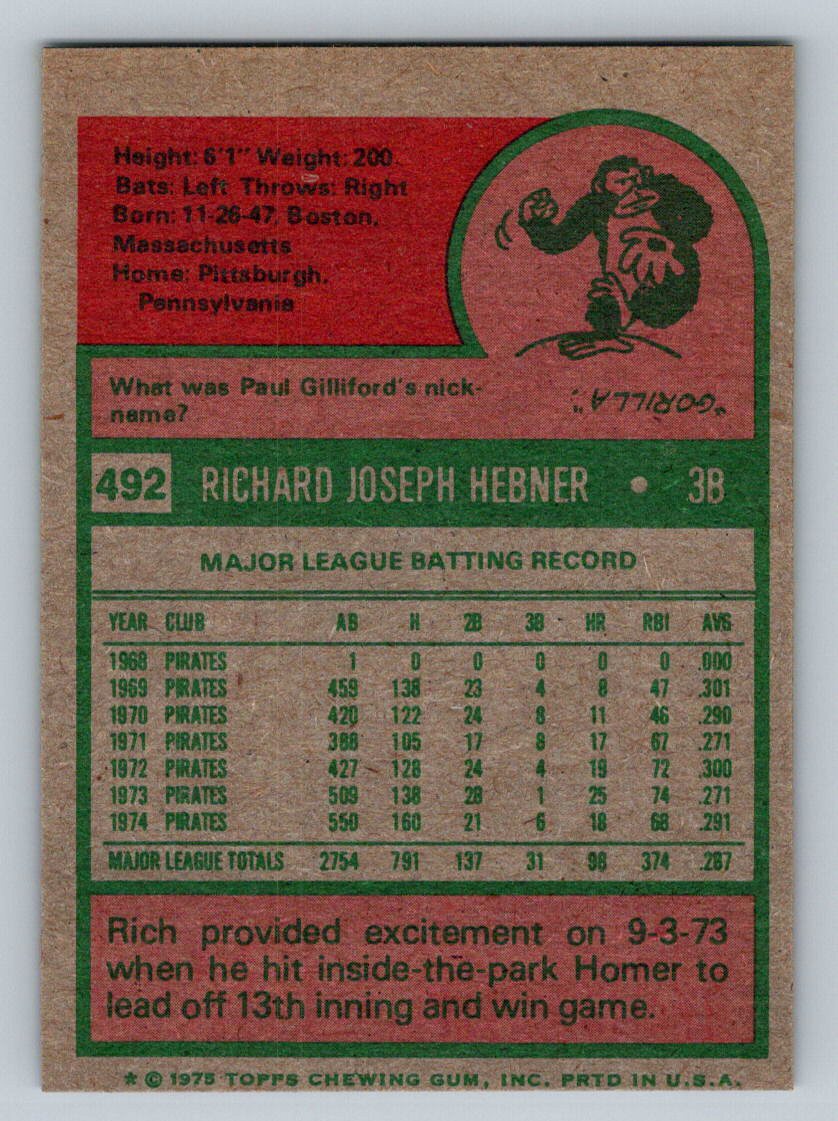 Height: 6'1" Weight: 200
Bats: Left Throws: Right
Born: 11-26-47, Boston,
Massachusetts
Home: Pittsburgh,
Pennsylvania
What was Paul Gilliford's nick-
name?
"GORILLA."
492 RICHARD JOSEPH HEBNER • 3B
MAJOR LEAGUE BATTING RECORD
YEAR CLUB AB H 2B 3B HR RBI AVG
1968 PIRATES 1 0 0 0 0 0 .000
1969 PIRATES 459 138 23 4 8 47 .301
1970 PIRATES 420 122 24 8 11 46 .290
1971 PIRATES 388 105 17 8 17 67 .271
1972 PIRATES 427 128 24 4 19 72 .300
1973 PIRATES 509 138 28 1 25 74 .271
1974 PIRATES 550 160 21 6 18 68 .291
MAJOR LEAGUE TOTALS 2754 791 137 31 98 374 .287
Rich provided excitement on 9-3-73
when he hit inside-the-park Homer to
lead off 13th inning and win game.
* © 1975 TOPPS CHEWING GUM, INC. PRTD IN U.S.A.